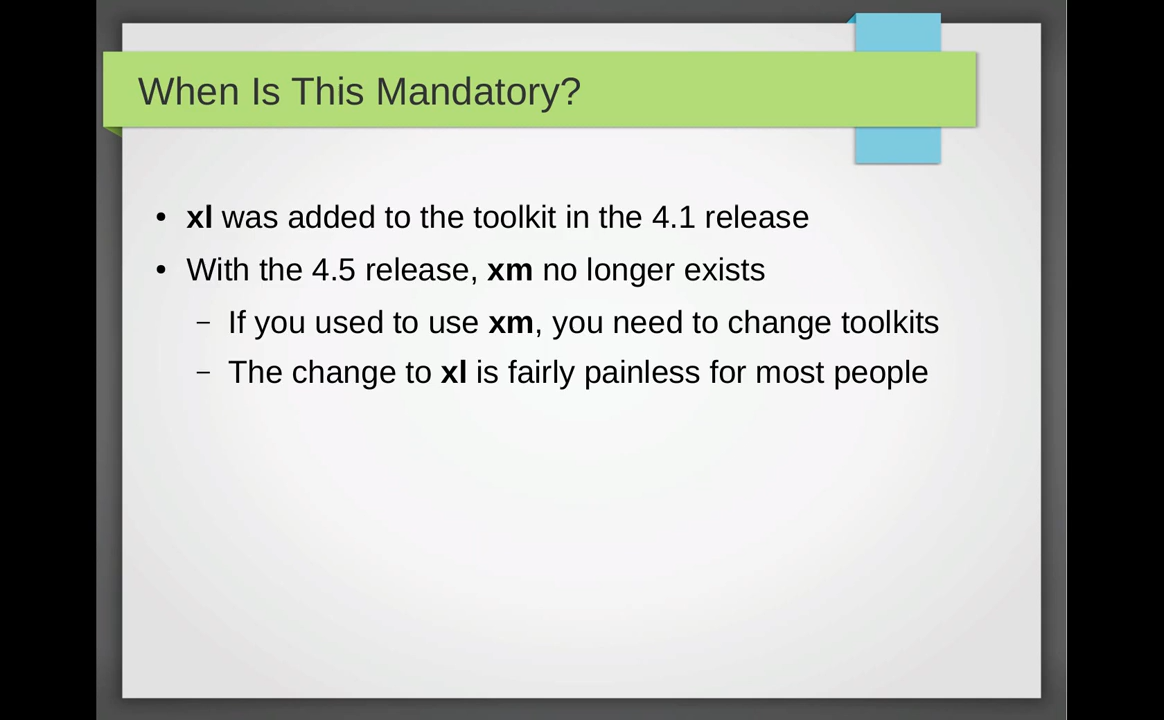 When Is This Mandatory?
• xl was added to the toolkit in the 4.1 release
• With the 4.5 release, xm no longer exists
– If you used to use xm, you need to change toolkits
– The change to xl is fairly painless for most people